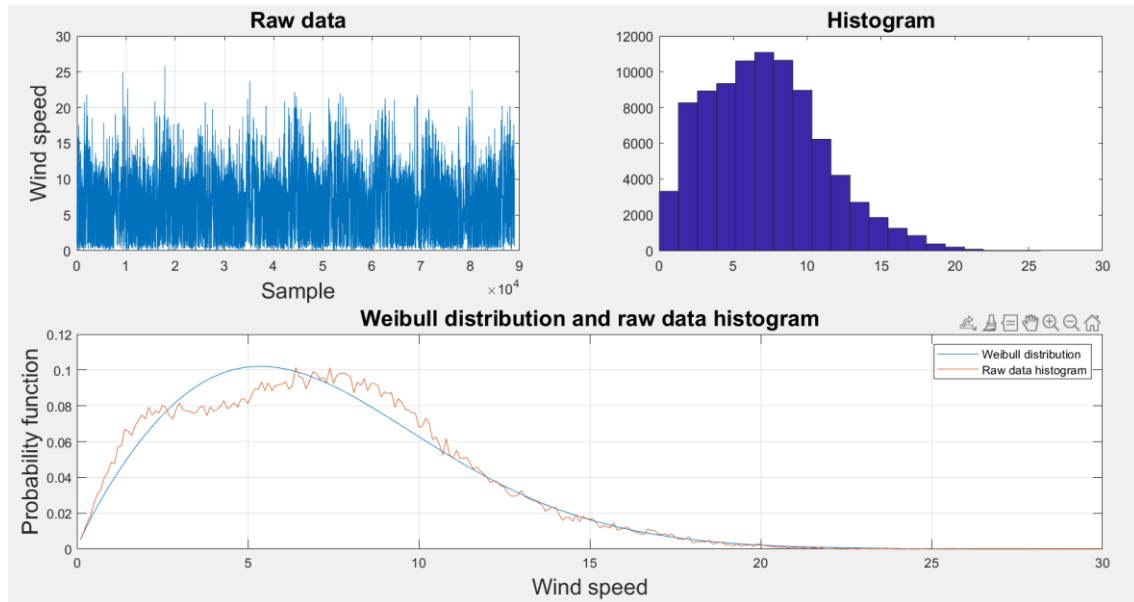 Raw data
30
25
20
15
10
5
0
Wind speed
0 1 2 3 4 5 6 7 8 9
×10^4
Sample
Histogram
12000
10000
8000
6000
4000
2000
0
0 5 10 15 20 25 30
Weibull distribution and raw data histogram
0.12
0.1
0.08
0.06
0.04
0.02
0
Probability function
Weibull distribution
Raw data histogram
0 5 10 15 20 25 30
Wind speed